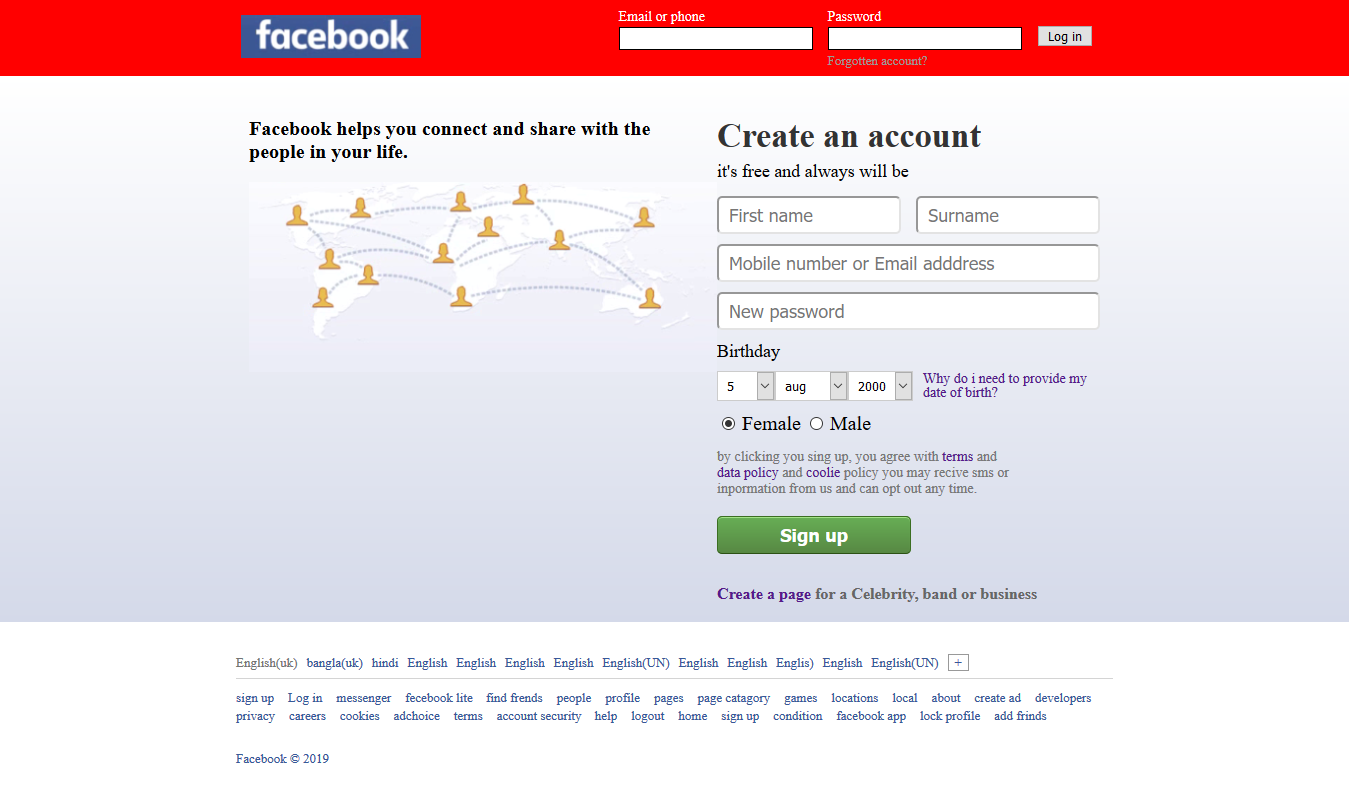 facebook
Email or phone
Password
Log in
Forgotten account?
Facebook helps you connect and share with the
people in your life.
Create an account
it's free and always will be
First name
Surname
Mobile number or Email adddress
New password
Birthday
5
aug
2000
Why do i need to provide my
date of birth?
Female
Male
by clicking you sing up, you agree with terms and
data policy and coolie policy you may recive sms or
inpormation from us and can opt out any time.
Sign up
Create a page for a Celebrity, band or business
English(uk) bangla(uk) hindi English English English English English(UN) English English Englis) English English(UN) +
sign up Log in messenger fecebook lite find frends people profile pages page catagory games locations local about create ad developers
privacy careers cookies adchoice terms account security help logout home sign up condition facebook app lock profile add frinds
Facebook © 2019